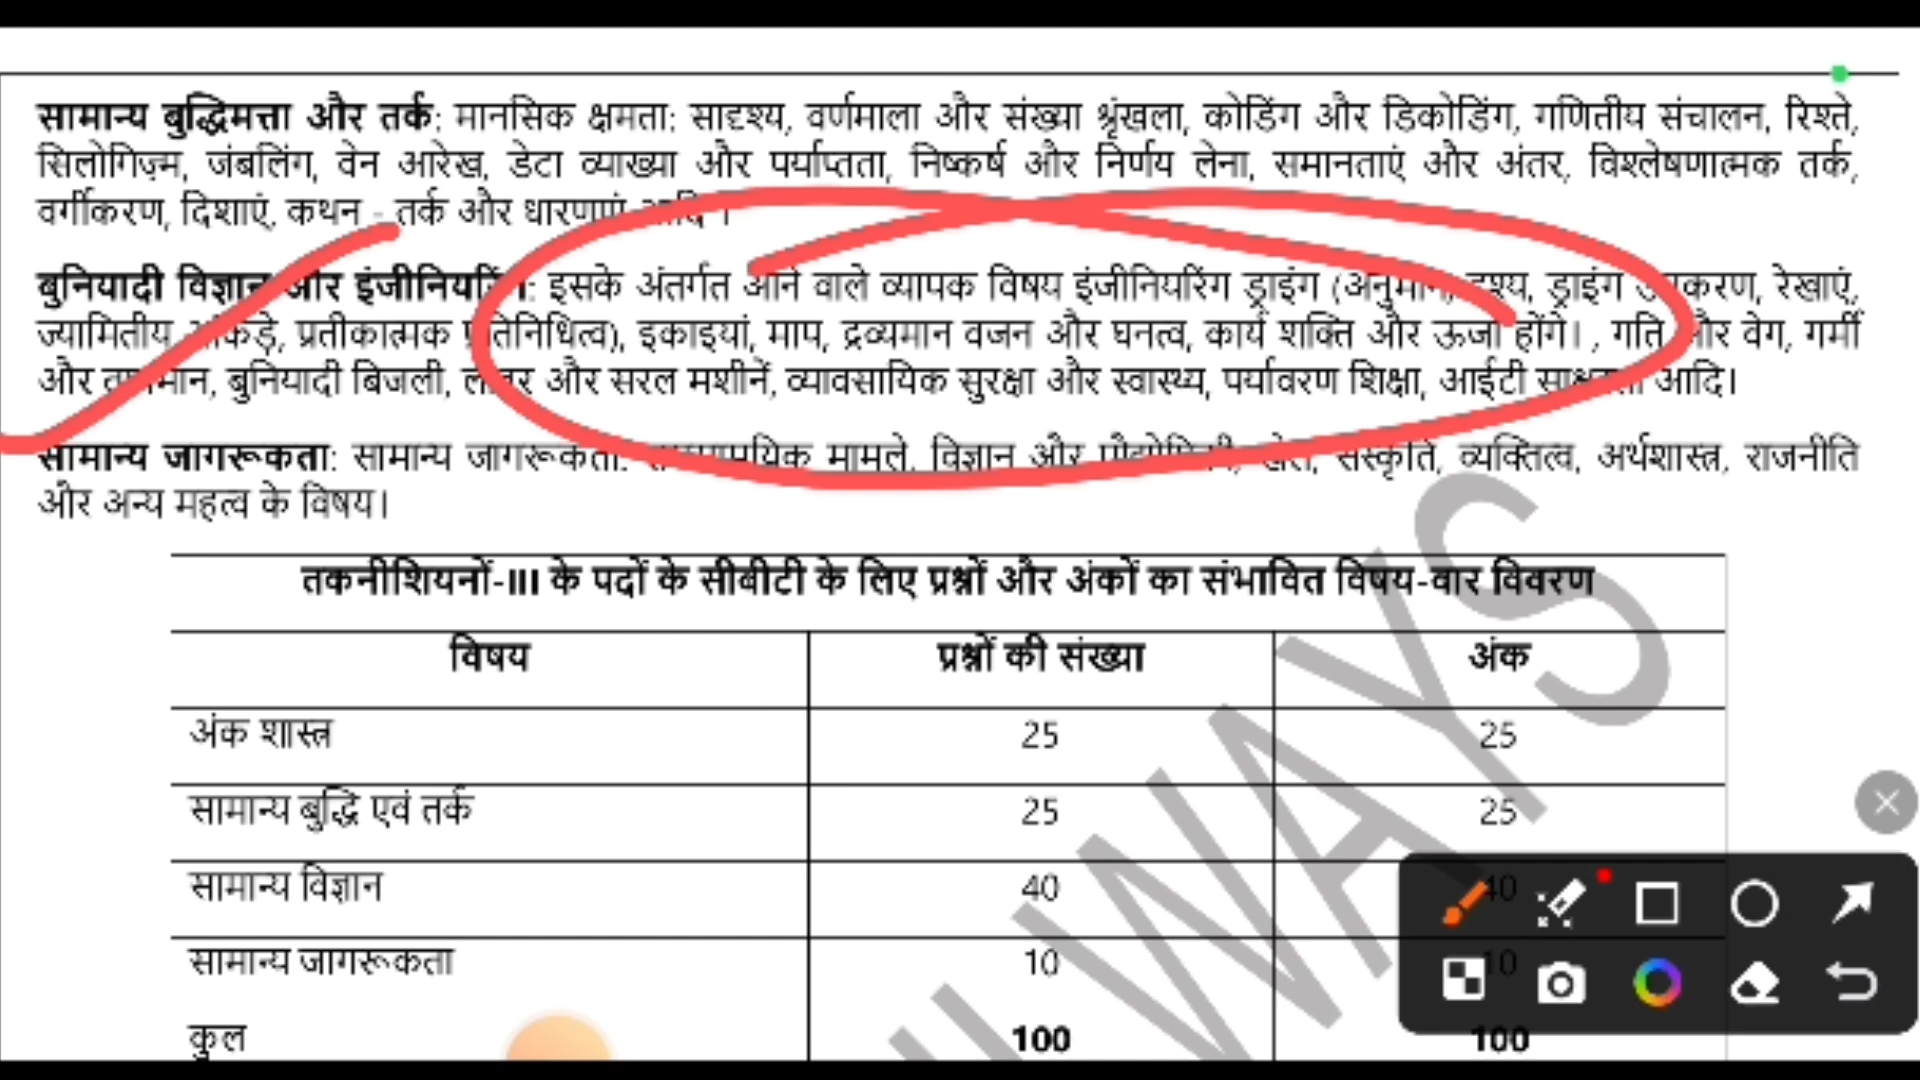 सामान्य बुद्धिमत्ता और तर्क: मानसिक क्षमता: सादृश्य, वर्णमाला और संख्या श्रृंखला, कोडिंग और डिकोडिंग, गणितीय संचालन, रिश्ते,
सिलोगिज़्म, जंबलिंग, वेन आरेख, डेटा व्याख्या और पर्याप्तता, निष्कर्ष और निर्णय लेना, समानताएं और अंतर, विश्लेषणात्मक तर्क,
वर्गीकरण, दिशाएं, कथन - तर्क और धारणाएं आदि ।
बुनियादी विज्ञान और इंजीनियरिंग: इसके अंतर्गत आने वाले व्यापक विषय इंजीनियरिंग ड्राइंग (अनुमान, दृश्य, ड्राइंग उपकरण, रेखाएं,
ज्यामितीय आंकड़े, प्रतीकात्मक प्रतिनिधित्व), इकाइयां, माप, द्रव्यमान वजन और घनत्व, कार्य शक्ति और ऊर्जा होंगे। , गति और वेग, गर्मी
और तापमान, बुनियादी बिजली, लीवर और सरल मशीनें, व्यावसायिक सुरक्षा और स्वास्थ्य, पर्यावरण शिक्षा, आईटी साक्षरता आदि।
सामान्य जागरूकता: सामान्य जागरूकता: मामले, विज्ञान और प्रौद्योगिकी, खेल, संस्कृति, व्यक्तित्व, अर्थशास्त्र, राजनीति
और अन्य महत्व के विषय।
तकनीशियनों-III के पदों के सीवीटी के लिए प्रश्नों और अंकों का संभावित विषय-वार विवरण
विषय प्रश्नों की संख्या अंक
अंक शास्त्र 25 25
सामान्य बुद्धि एवं तर्क 25 25
सामान्य विज्ञान 40 40
सामान्य जागरूकता 10 10
कुल 100 100
WAYS